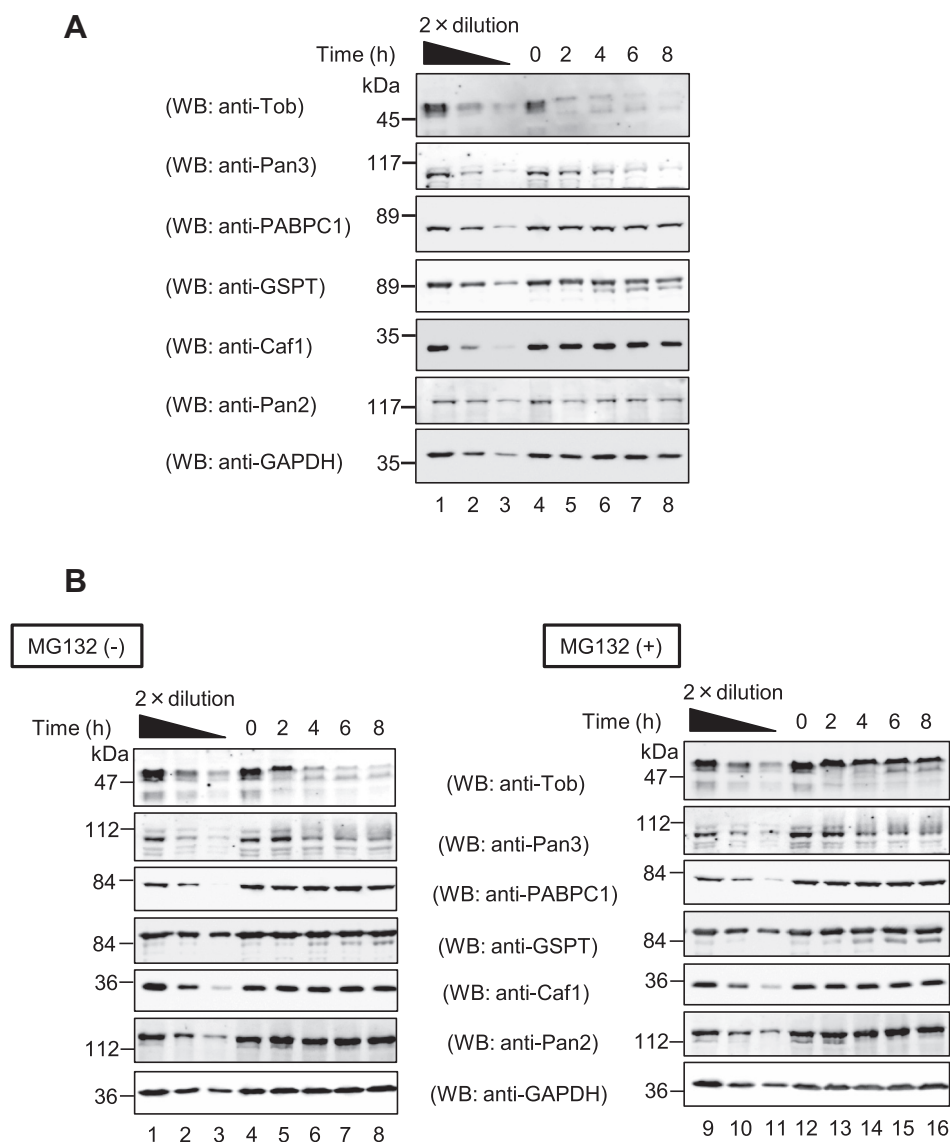 A
2 × dilution
Time (h) 0 2 4 6 8
kDa
(WB: anti-Tob) 45
(WB: anti-Pan3) 117
(WB: anti-PABPC1) 89
(WB: anti-GSPT) 89
(WB: anti-Caf1) 35
(WB: anti-Pan2) 117
(WB: anti-GAPDH) 35
1 2 3 4 5 6 7 8
B
MG132 (-)
2 × dilution
Time (h) 0 2 4 6 8
kDa
47
112
84
84
36
112
36
1 2 3 4 5 6 7 8
MG132 (+)
2 × dilution
Time (h) 0 2 4 6 8
kDa
(WB: anti-Tob) 47
(WB: anti-Pan3) 112
(WB: anti-PABPC1) 84
(WB: anti-GSPT) 84
(WB: anti-Caf1) 36
(WB: anti-Pan2) 112
(WB: anti-GAPDH) 36
9 10 11 12 13 14 15 16